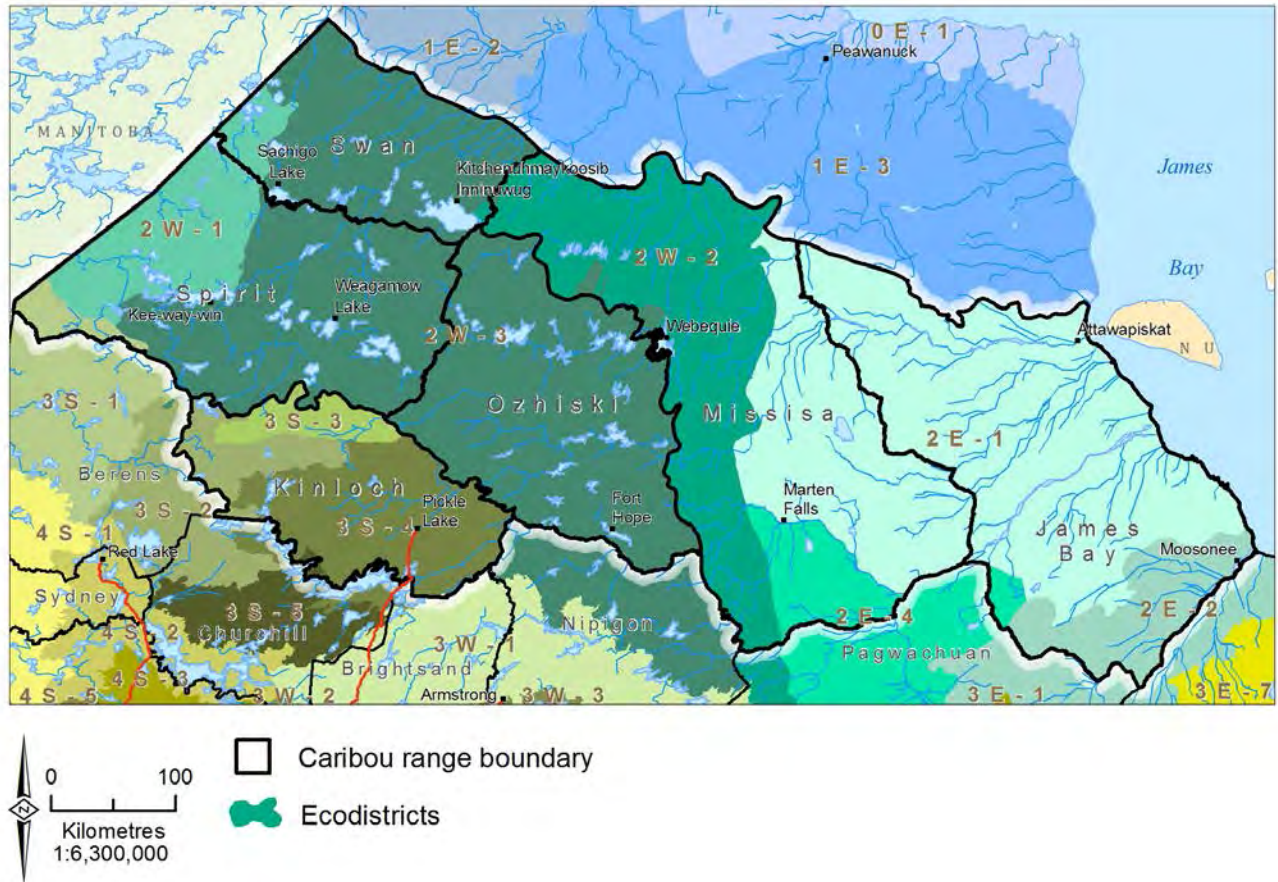 0 E - 1
1 E - 2
Peawanuck
MANITOBA
Swan
Sachigo
Lake
Kitchenuhmaykoosib
Inninuwug
1 E - 3
James
Bay
2 W - 1
2 W - 2
Spirit
Kee-way-win
Weagamow
Lake
2 W - 3
Webequie
Attawapiskat
N U
3 S - 1
3 S - 3
Ozhiski
Missisa
2 E - 1
Berens
Kinloch
3 S - 2
3 S - 4
Pickle
Lake
Fort
Hope
Marten
Falls
James
Bay
4 S - 1
Red Lake
Moosonee
Sydney
3 S - 5
Churchill
4 S - 2
Nipigon
2 E - 4
2 E - 2
3 W - 1
Pagwachuan
Brightsand
4 S - 5
4 S - 3
3 W - 2
Armstrong
3 W - 3
3 E - 1
3 E - 7
N
0 100
Kilometres
1:6,300,000
Caribou range boundary
Ecodistricts